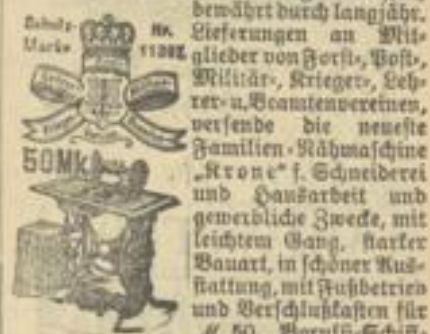 Schutz-
Marke
Nr.
50Mk
bewährt durch langjähr.
Lieferungen an Mit-
glieder von Forst-, Post-,
Militär-, Krieger-, Leh-
rer- u. Beamtenvereinen,
versende die neueste
Familien-Nähmaschine
„Krone“ f. Schneiderei
und Hausarbeit und
gewerbliche Zwecke, mit
leichtem Gang, starker
Bauart, in schöner Aus-
stattung, mit Fußbetrieb
und Verschlußkasten für
50